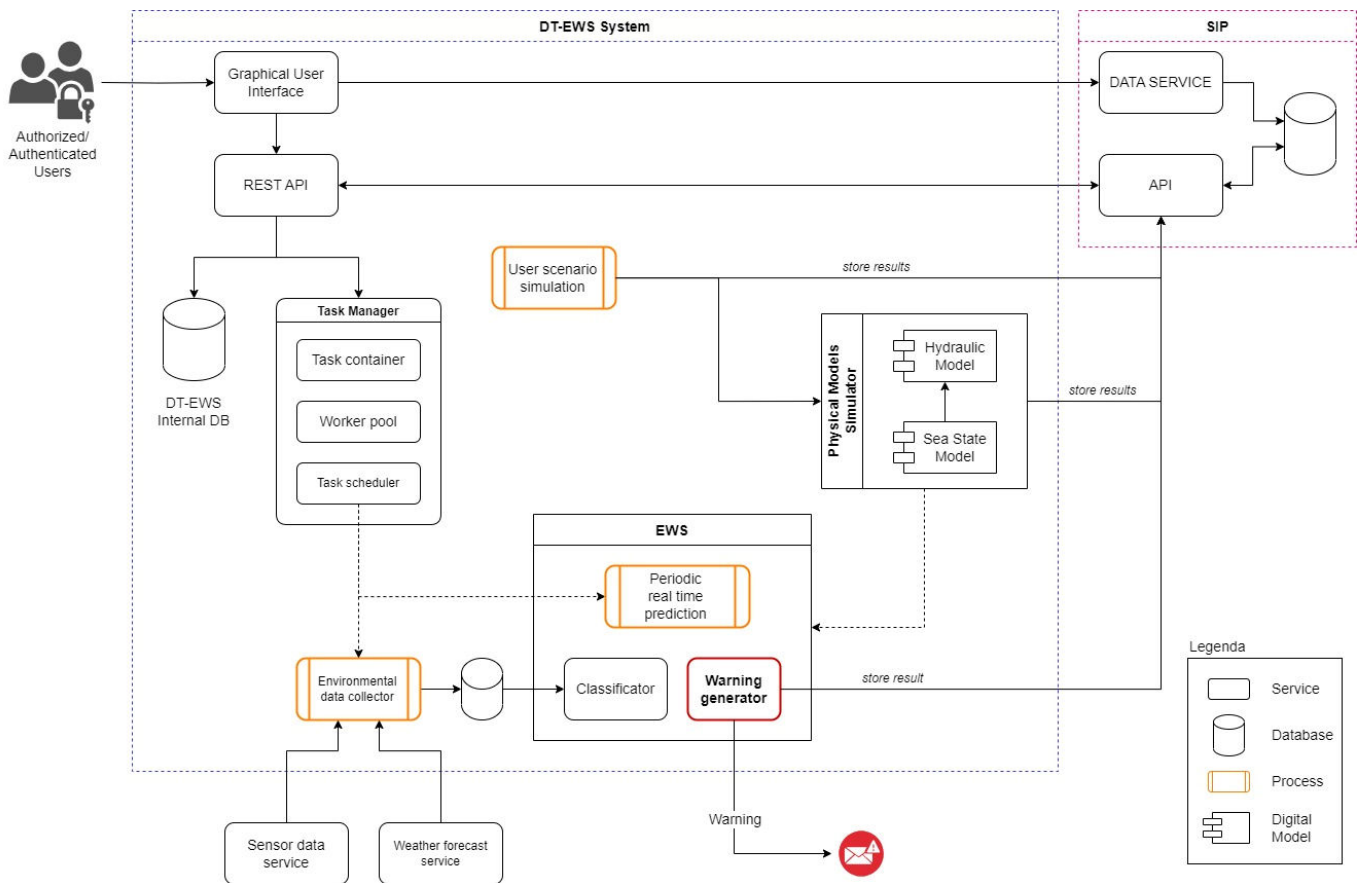 DT-EWS System
SIP
Authorized/
Authenticated
Users
Graphical User
Interface
DATA SERVICE
REST API
API
User scenario
simulation
store results
Task Manager
Task container
Worker pool
Task scheduler
DT-EWS
Internal DB
Physical Models
Simulator
Hydraulic
Model
Sea State
Model
store results
EWS
Periodic
real time
prediction
Environmental
data collector
Classificator
Warning
generator
store result
Sensor data
service
Weather forecast
service
Warning
Legenda
Service
Database
Process
Digital
Model